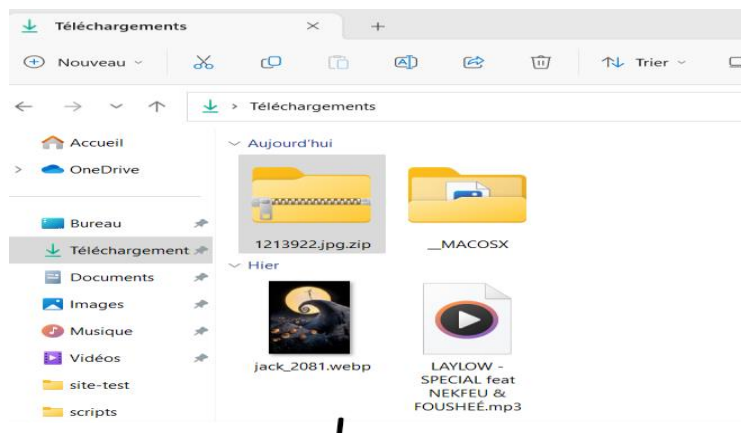 Téléchargements
Nouveau
Trier
Téléchargements
Accueil
OneDrive
Bureau
Téléchargement
Documents
Images
Musique
Vidéos
site-test
scripts
Aujourd'hui
1213922.jpg.zip
__MACOSX
Hier
jack_2081.webp
LAYLOW -
SPECIAL feat
NEKFEU &
FOUSHEÉ.mp3